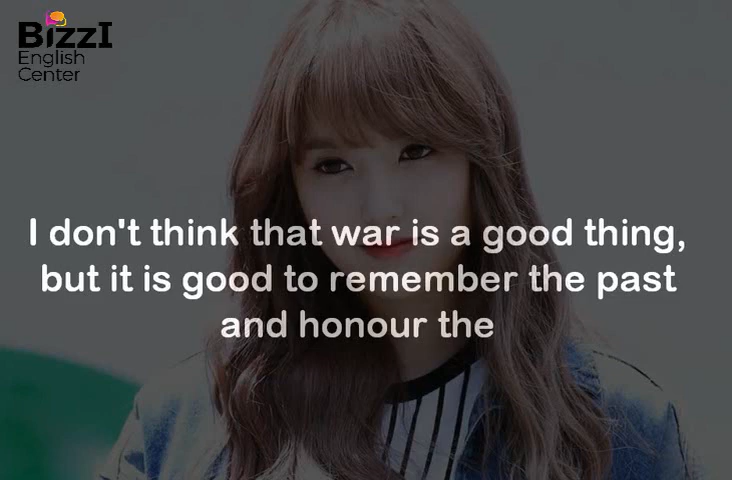 BizzI
English
Center
I don't think that war is a good thing,
but it is good to remember the past
and honour the